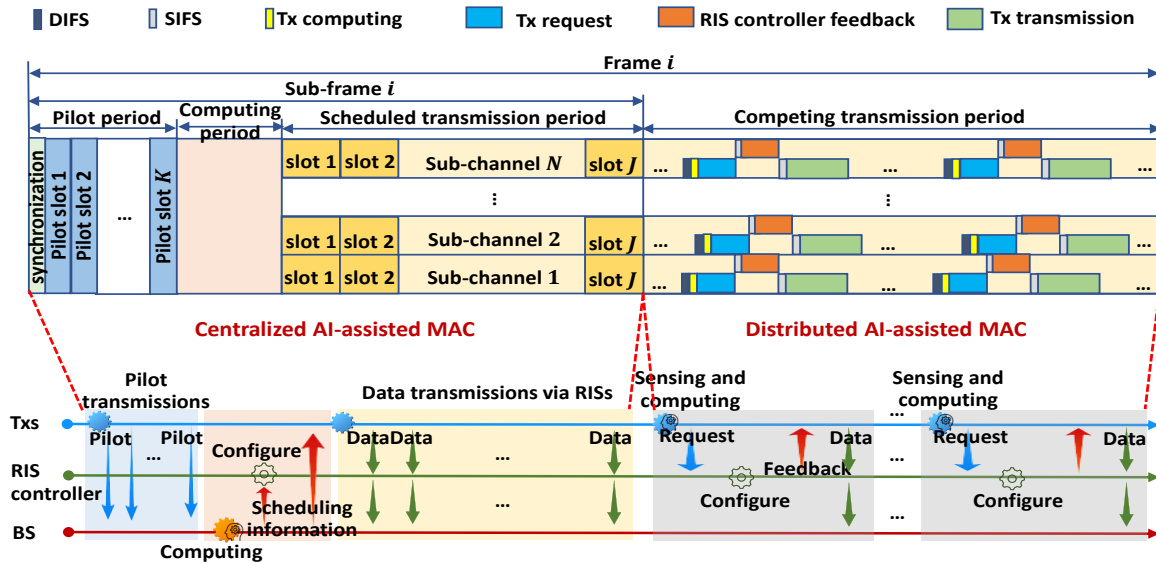 DIFS SIFS Tx computing Tx request RIS controller feedback Tx transmission
Frame i
Sub-frame i
Pilot period
Computing
period
Scheduled transmission period
Competing transmission period
synchronization
Pilot slot 1
Pilot slot 2
...
Pilot slot K
slot 1 slot 2 Sub-channel N slot J ... ... ...
⋮ ⋮
slot 1 slot 2 Sub-channel 2 slot J ... ... ...
slot 1 slot 2 Sub-channel 1 slot J ... ... ...
Centralized AI-assisted MAC
Distributed AI-assisted MAC
Pilot
transmissions
Data transmissions via RISs
Sensing and
computing
Sensing and
computing
Txs
...
Pilot ... Pilot
Configure
Data Data ... Data
Request
Feedback
Data
...
Request
Data
RIS
controller
Configure
Configure
Scheduling
information
...
...
BS
Computing